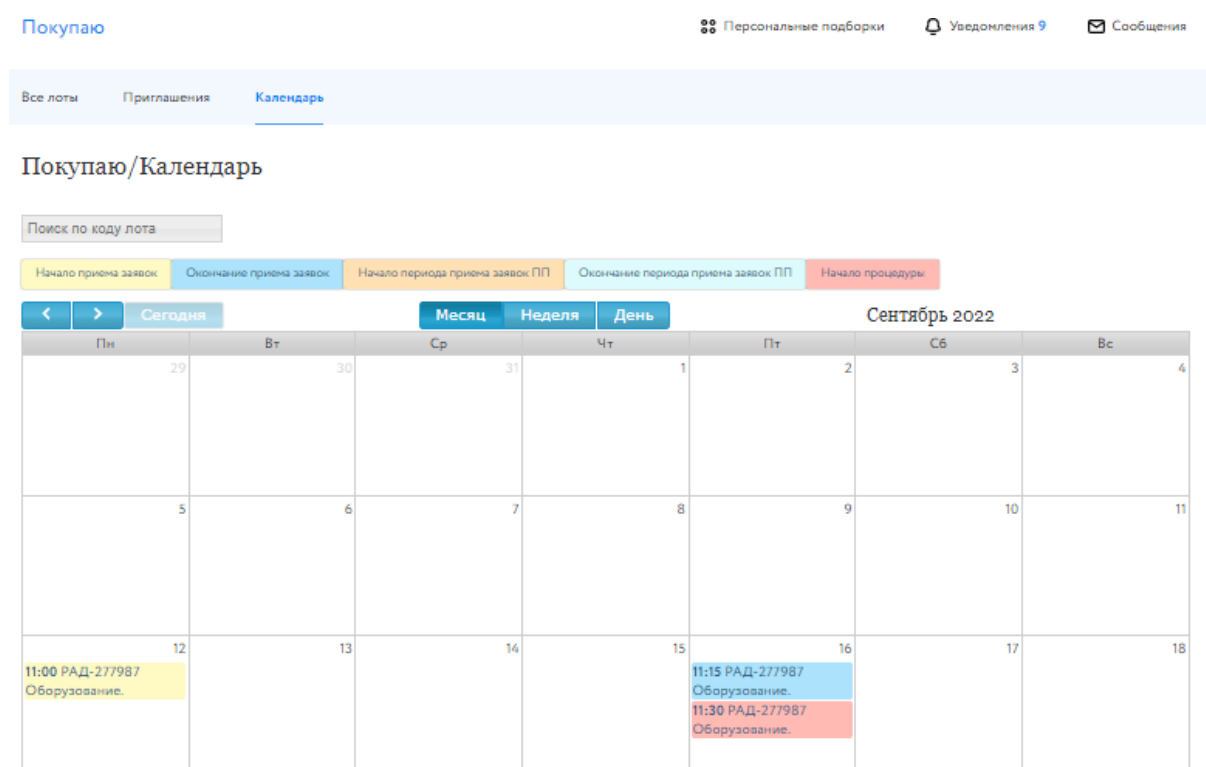 Покупаю
Персональные подборки
Уведомления 9
Сообщения
Все лоты
Приглашения
Календарь
Покупаю/Календарь
Поиск по коду лота
Начало приема заявок
Окончание приема заявок
Начало периода приема заявок ПП
Окончание периода приема заявок ПП
Начало процедуры
< > Сегодня
Месяц Неделя День
Сентябрь 2022
Пн Вт Ср Чт Пт Сб Вс
29 30 31 1 2 3 4
5 6 7 8 9 10 11
12 13 14 15 16 17 18
11:00 РАД-277987
Оборузование.
11:15 РАД-277987
Оборузование.
11:30 РАД-277987
Оборузование.